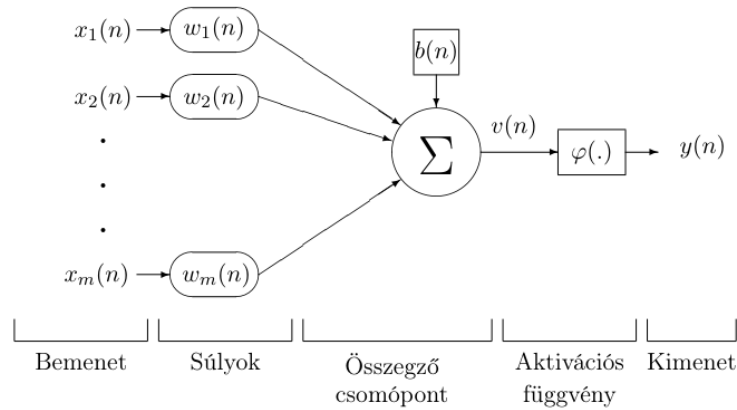 x₁(n) w₁(n)
b(n)
x₂(n) w₂(n)
v(n)
∑ φ(.) y(n)
xₘ(n) wₘ(n)
Bemenet Súlyok Összegző Aktivációs Kimenet
csomópont függvény